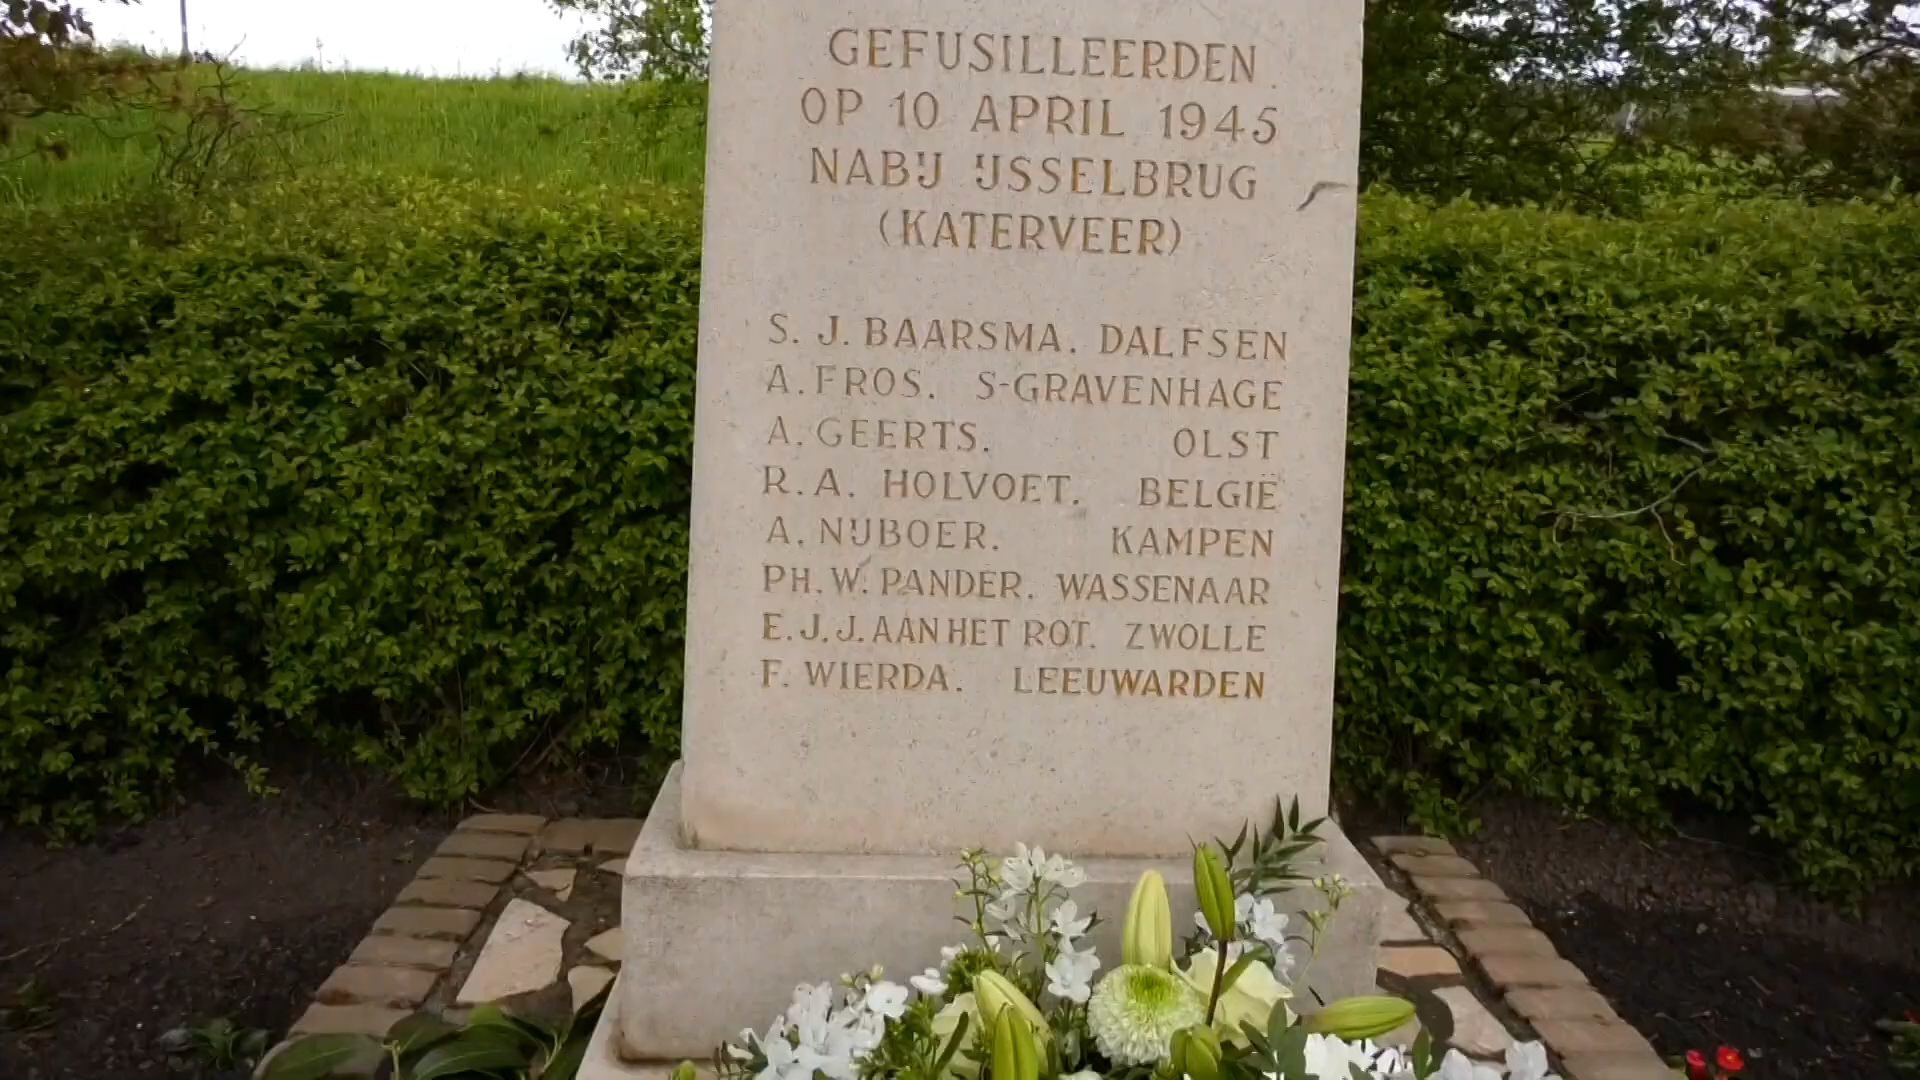 GEFUSILLEERDEN
OP 10 APRIL 1945
NABIJ IJSSELBRUG
(KATERVEER)
S. J. BAARSMA. DALFSEN
A. FROS. S-GRAVENHAGE
A. GEERTS. OLST
R. A. HOLVOET. BELGIË
A. NIJBOER. KAMPEN
PH. W. PANDER. WASSENAAR
E. J. J. AAN HET ROT. ZWOLLE
F. WIERDA. LEEUWARDEN